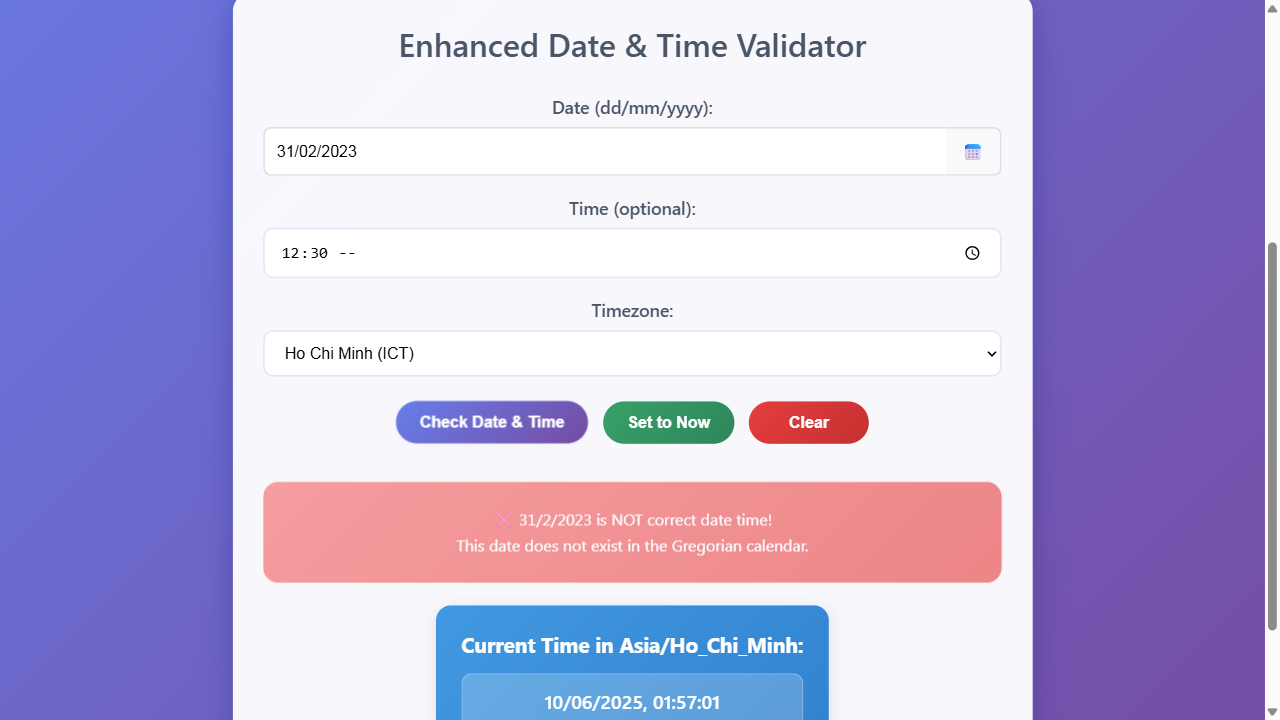 Enhanced Date & Time Validator
Date (dd/mm/yyyy):
31/02/2023
Time (optional):
12:30 --
Timezone:
Ho Chi Minh (ICT)
Check Date & Time
Set to Now
Clear
❌ 31/2/2023 is NOT correct date time!
This date does not exist in the Gregorian calendar.
Current Time in Asia/Ho_Chi_Minh:
10/06/2025, 01:57:01